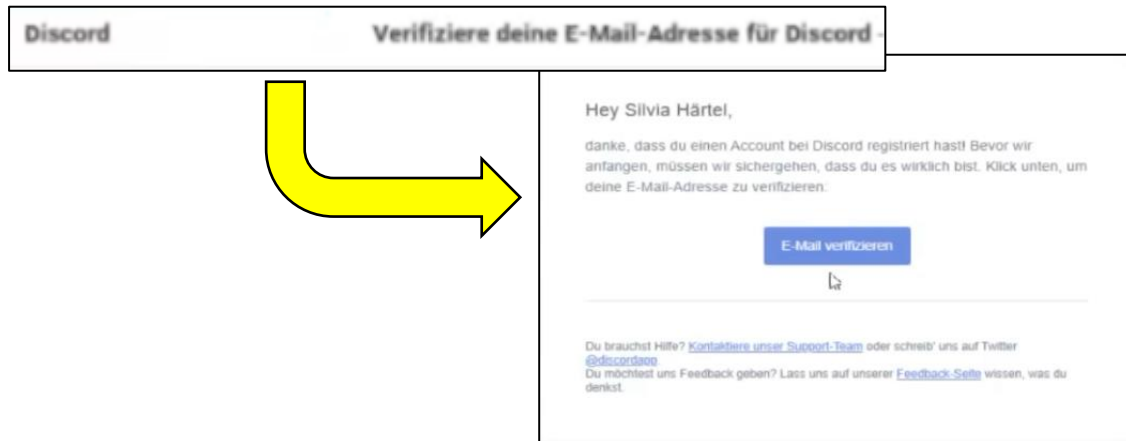 Discord Verifiziere deine E-Mail-Adresse für Discord -
Hey Silvia Härtel,
danke, dass du einen Account bei Discord registriert hast! Bevor wir
anfangen, müssen wir sichergehen, dass du es wirklich bist. Klick unten, um
deine E-Mail-Adresse zu verifizieren:
E-Mail verifizieren
Du brauchst Hilfe? Kontaktiere unser Support-Team oder schreib' uns auf Twitter
@discordapp.
Du möchtest uns Feedback geben? Lass uns auf unserer Feedback-Seite wissen, was du
denkst.